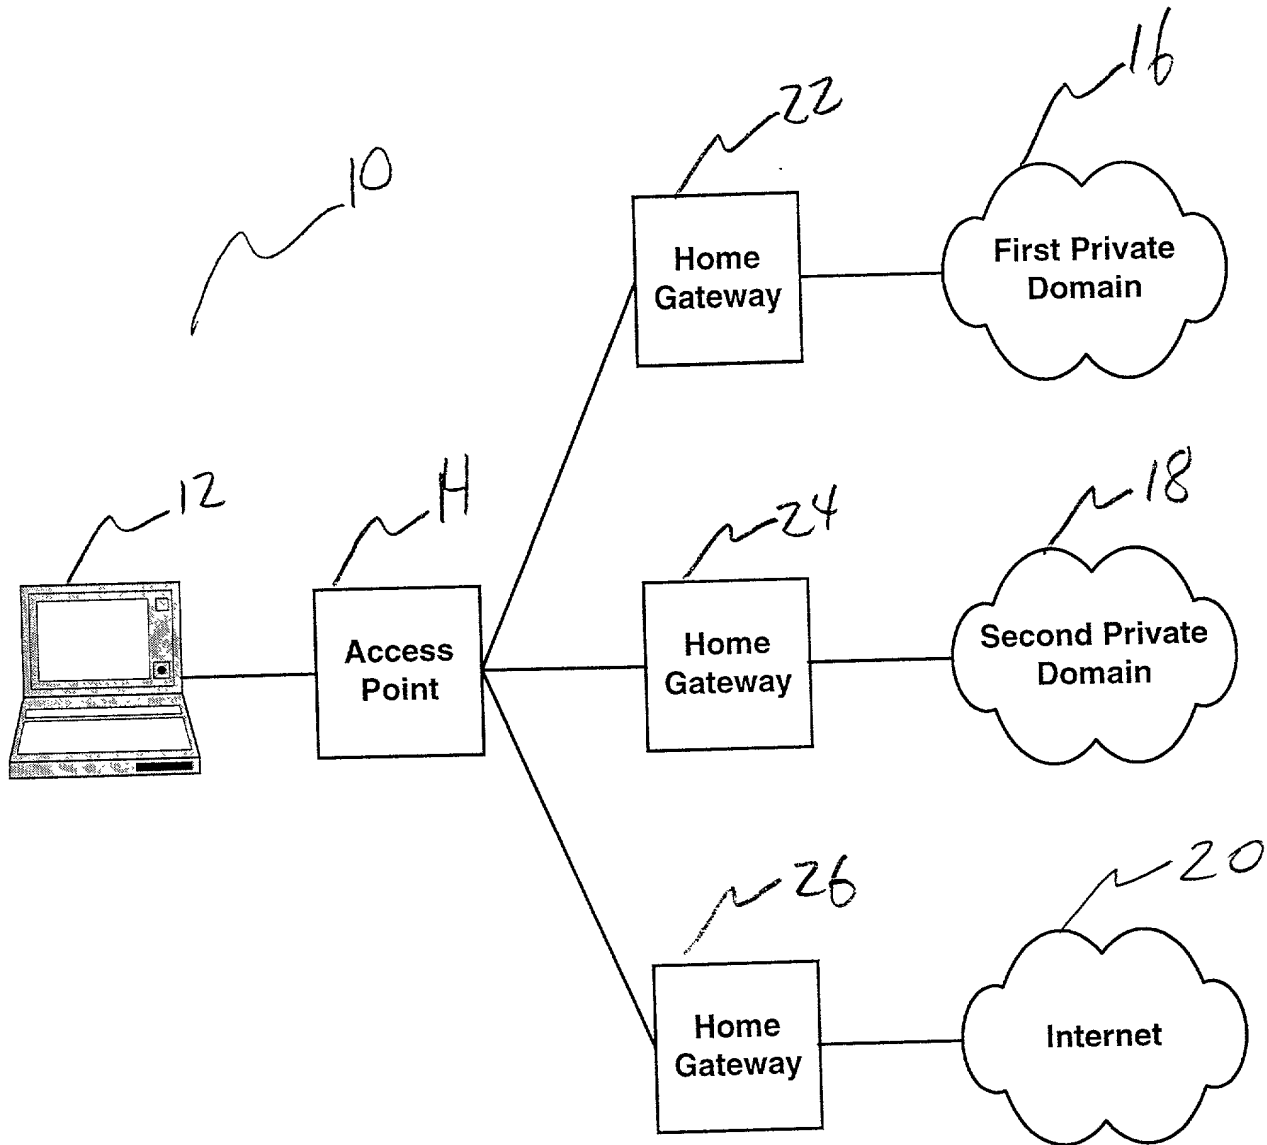 16
22
10
Home
Gateway
First Private
Domain
12
14
24
18
Access
Point
Home
Gateway
Second Private
Domain
26
20
Home
Gateway
Internet